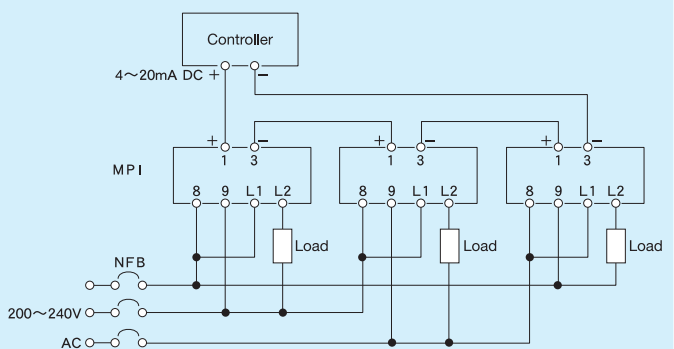 Controller
4～20mA DC + −
+ − + − + −
1 3 1 3 1 3
MPI
8 9 L1 L2 8 9 L1 L2 8 9 L1 L2
Load Load Load
NFB
200～240V
AC